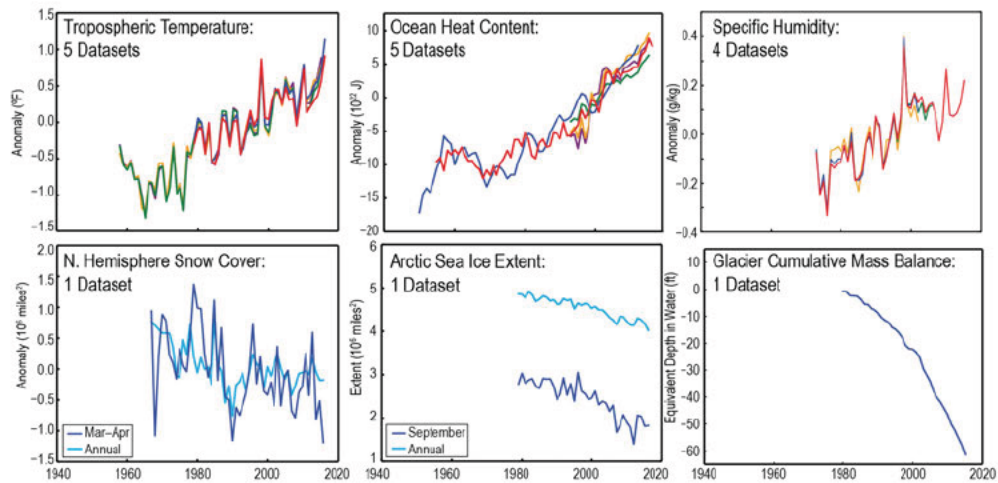 Tropospheric Temperature:
5 Datasets
Anomaly (°F)
1.5
1.0
0.5
0.0
−0.5
−1.0
−1.5
Ocean Heat Content:
5 Datasets
Anomaly (10²² J)
10
5
0
−5
−10
−15
−20
Specific Humidity:
4 Datasets
Anomaly (g/kg)
0.4
0.2
0.0
−0.2
−0.4
N. Hemisphere Snow Cover:
1 Dataset
Anomaly (10⁶ miles²)
2.0
1.5
1.0
0.5
0.0
−0.5
−1.0
−1.5
Mar–Apr
Annual
1940 1960 1980 2000 2020
Arctic Sea Ice Extent:
1 Dataset
Extent (10⁶ miles²)
6
5
4
3
2
1
September
Annual
1940 1960 1980 2000 2020
Glacier Cumulative Mass Balance:
1 Dataset
Equivalent Depth in Water (ft)
10
0
−10
−20
−30
−40
−50
−60
1940 1960 1980 2000 2020